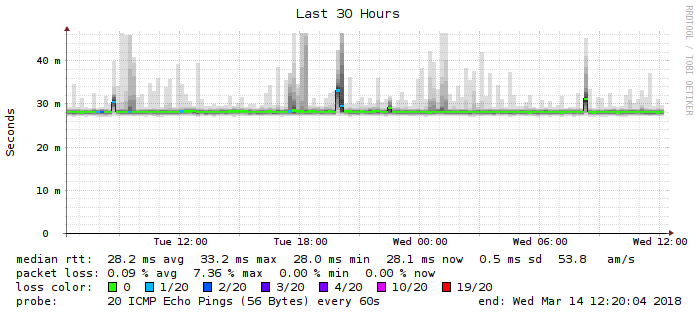 Last 30 Hours
RRDTOOL / TOBI OETIKER
Seconds
40 m
30 m
20 m
10 m
0
Tue 12:00 Tue 18:00 Wed 00:00 Wed 06:00 Wed 12:00
median rtt: 28.2 ms avg 33.2 ms max 28.0 ms min 28.1 ms now 0.5 ms sd 53.8 am/s
packet loss: 0.09 % avg 7.36 % max 0.00 % min 0.00 % now
loss color: 0 1/20 2/20 3/20 4/20 10/20 19/20
probe: 20 ICMP Echo Pings (56 Bytes) every 60s end: Wed Mar 14 12:20:04 2018